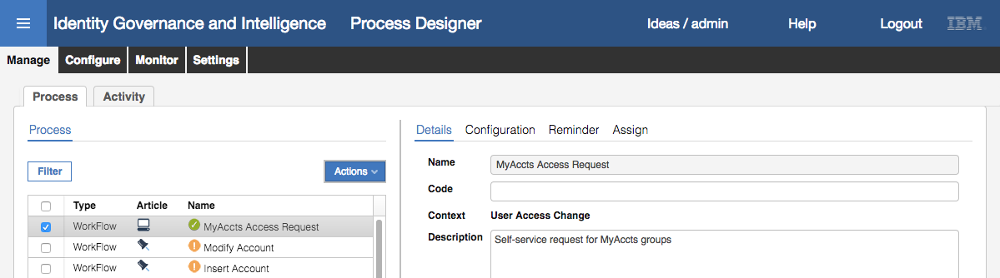 Identity Governance and Intelligence Process Designer Ideas / admin Help Logout IBM
Manage Configure Monitor Settings
Process Activity
Process
Filter Actions
Type Article Name
WorkFlow MyAccts Access Request
WorkFlow Modify Account
WorkFlow Insert Account
Details Configuration Reminder Assign
Name MyAccts Access Request
Code
Context User Access Change
Description Self-service request for MyAccts groups